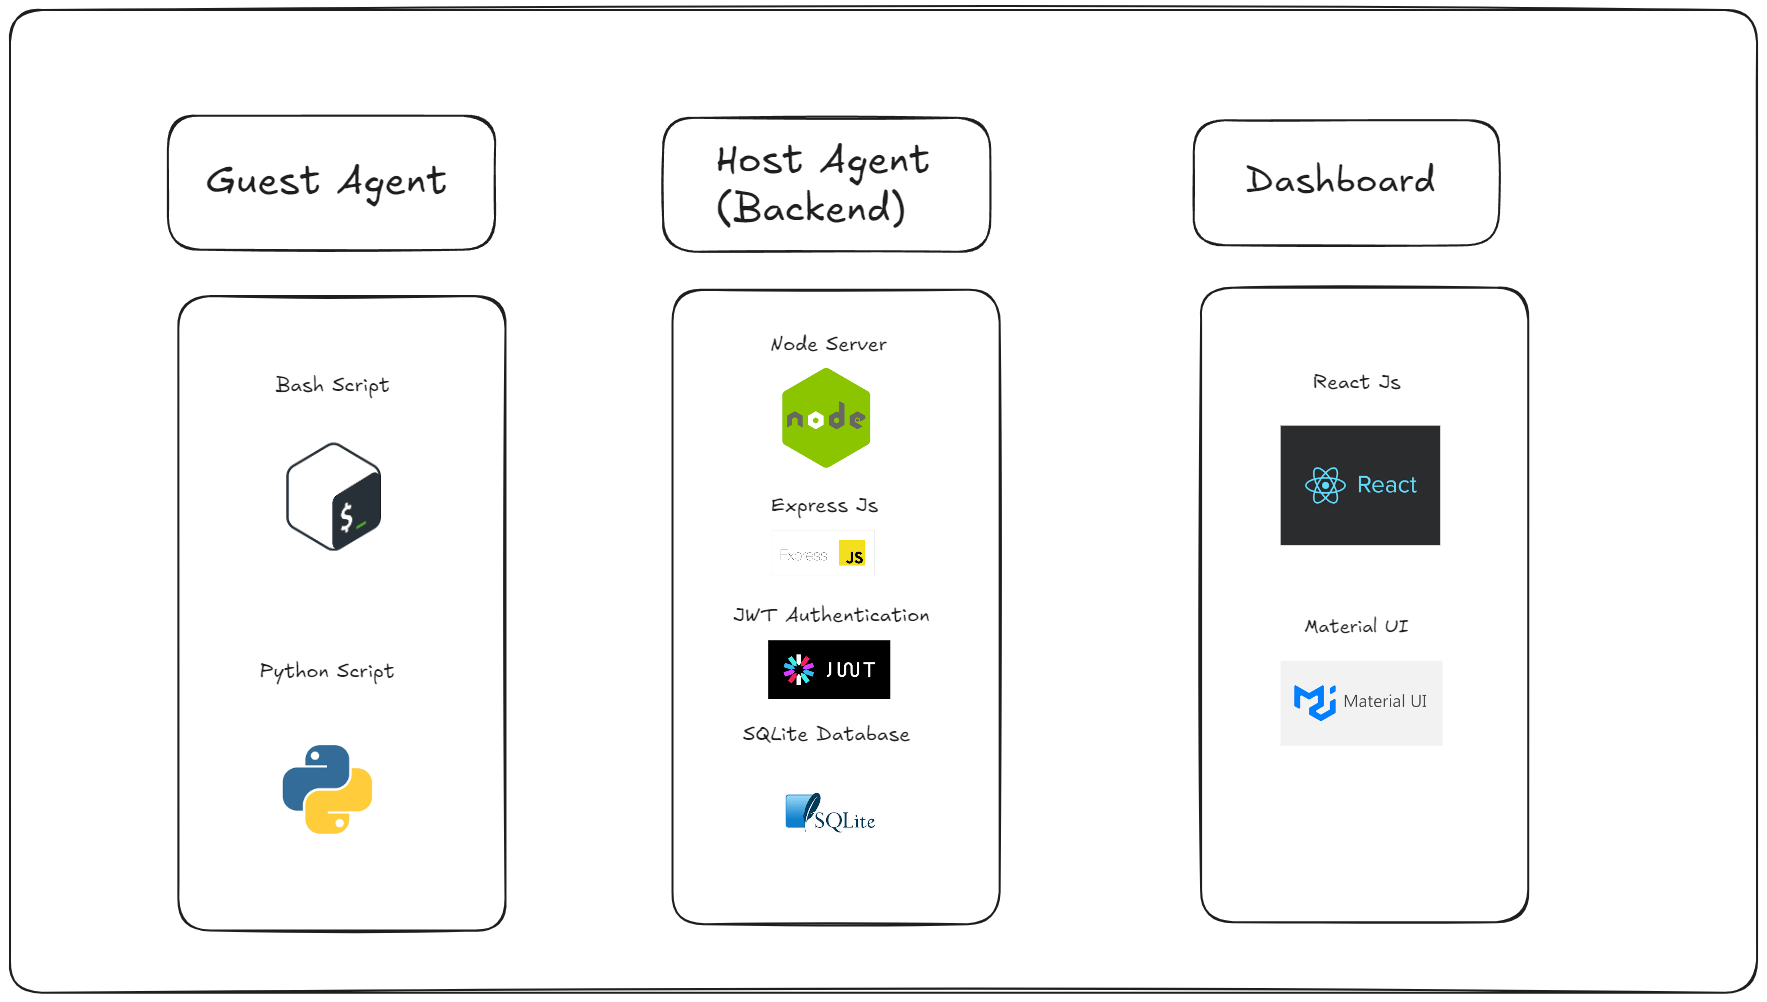 Guest Agent
Host Agent
(Backend)
Dashboard
Bash Script
$_
Python Script
Node Server
node
Express Js
Express JS
JWT Authentication
JWT
SQLite Database
SQLite
React Js
React
Material UI
Material UI